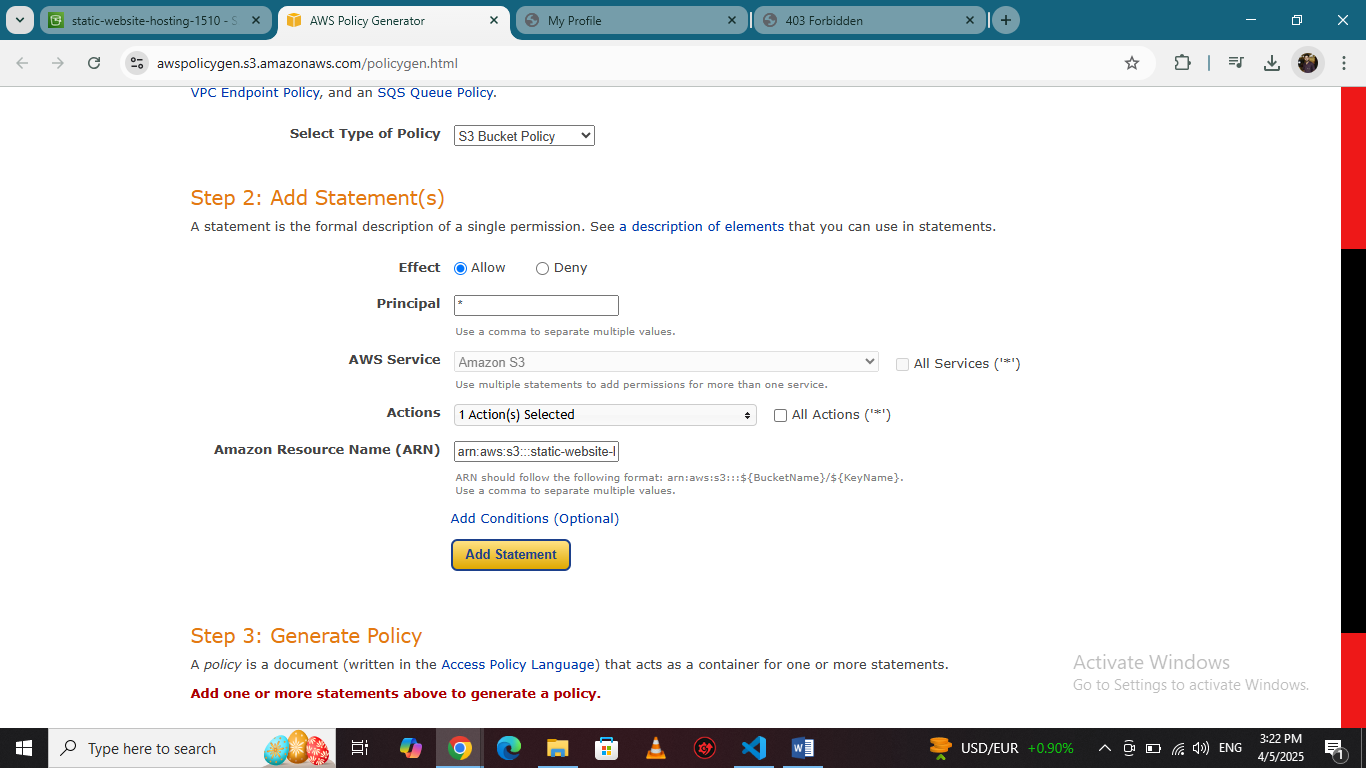 static-website-hosting-1510 - S
AWS Policy Generator
My Profile
403 Forbidden
awspolicygen.s3.amazonaws.com/policygen.html
VPC Endpoint Policy, and an SQS Queue Policy.
Select Type of Policy S3 Bucket Policy
Step 2: Add Statement(s)
A statement is the formal description of a single permission. See a description of elements that you can use in statements.
Effect Allow Deny
Principal *
Use a comma to separate multiple values.
AWS Service Amazon S3 All Services ('*')
Use multiple statements to add permissions for more than one service.
Actions 1 Action(s) Selected All Actions ('*')
Amazon Resource Name (ARN) arn:aws:s3:::static-website-l
ARN should follow the following format: arn:aws:s3:::${BucketName}/${KeyName}.
Use a comma to separate multiple values.
Add Conditions (Optional)
Add Statement
Step 3: Generate Policy
A policy is a document (written in the Access Policy Language) that acts as a container for one or more statements.
Add one or more statements above to generate a policy.
Activate Windows
Go to Settings to activate Windows.
Type here to search
USD/EUR +0.90%
ENG
3:22 PM
4/5/2025
1